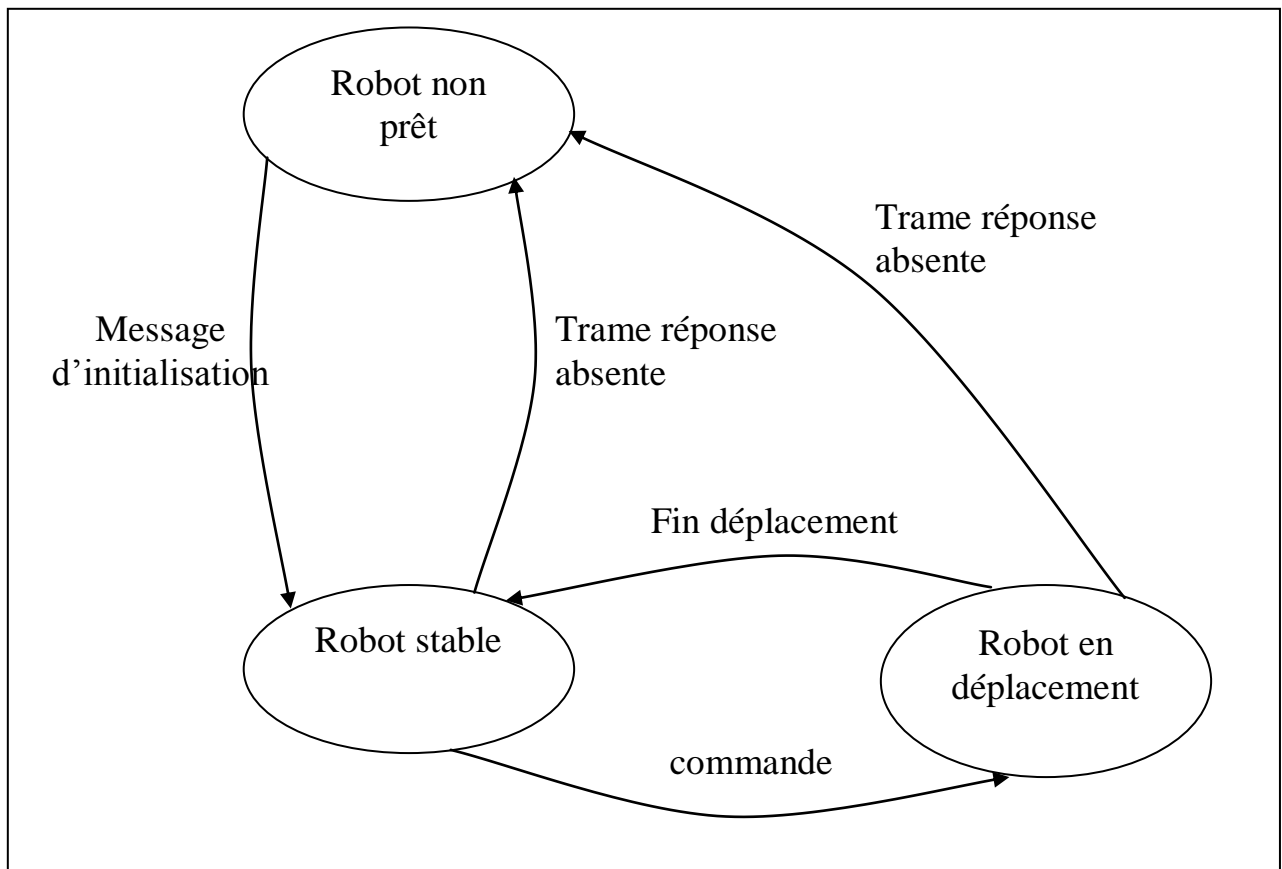 Robot non
prêt
Trame réponse
absente
Message
d’initialisation
Trame réponse
absente
Fin déplacement
Robot stable
Robot en
déplacement
commande